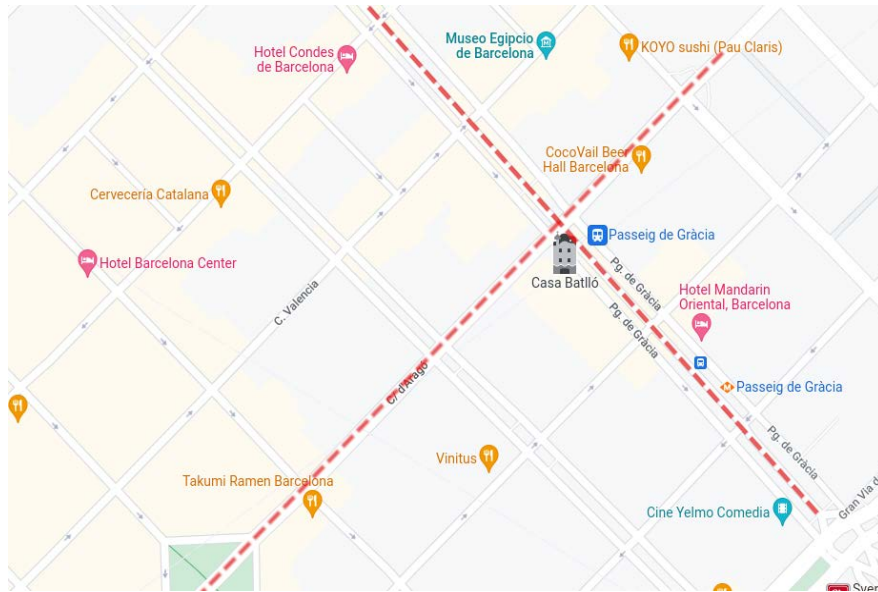 Hotel Condes
de Barcelona
Museo Egipcio
de Barcelona
KOYO sushi (Pau Claris)
CocoVail Beer
Hall Barcelona
Cervecería Catalana
Passeig de Gràcia
Hotel Barcelona Center
Casa Batlló
Pg. de Gràcia
Hotel Mandarin
Oriental, Barcelona
C. Valencia
Pg. de Gràcia
C/ d'Aragó
Passeig de Gràcia
Pg. de Gràcia
Vinitus
Takumi Ramen Barcelona
Cine Yelmo Comedia
Gran Via d